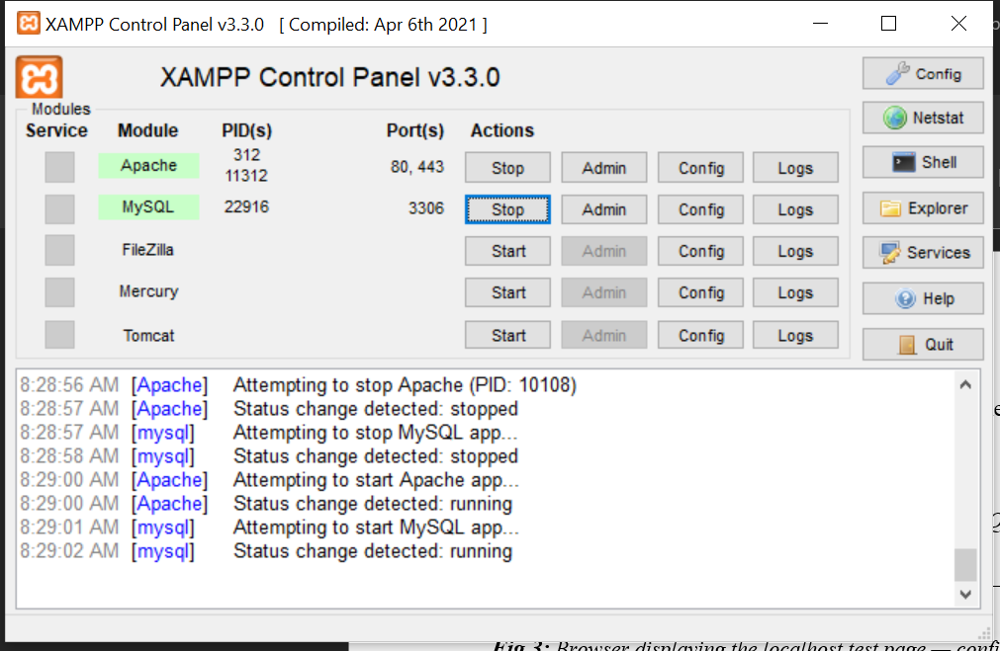 XAMPP Control Panel v3.3.0 [ Compiled: Apr 6th 2021 ]
XAMPP Control Panel v3.3.0
Config
Modules
Service Module PID(s) Port(s) Actions
Netstat
Apache 312 11312 80, 443 Stop Admin Config Logs
Shell
MySQL 22916 3306 Stop Admin Config Logs
Explorer
FileZilla Start Admin Config Logs
Services
Mercury Start Admin Config Logs
Help
Tomcat Start Admin Config Logs
Quit
8:28:56 AM [Apache] Attempting to stop Apache (PID: 10108)
8:28:57 AM [Apache] Status change detected: stopped
8:28:57 AM [mysql] Attempting to stop MySQL app...
8:28:58 AM [mysql] Status change detected: stopped
8:29:00 AM [Apache] Attempting to start Apache app...
8:29:00 AM [Apache] Status change detected: running
8:29:01 AM [mysql] Attempting to start MySQL app...
8:29:02 AM [mysql] Status change detected: running
Fig 3: Browser displaying the localhost test page —